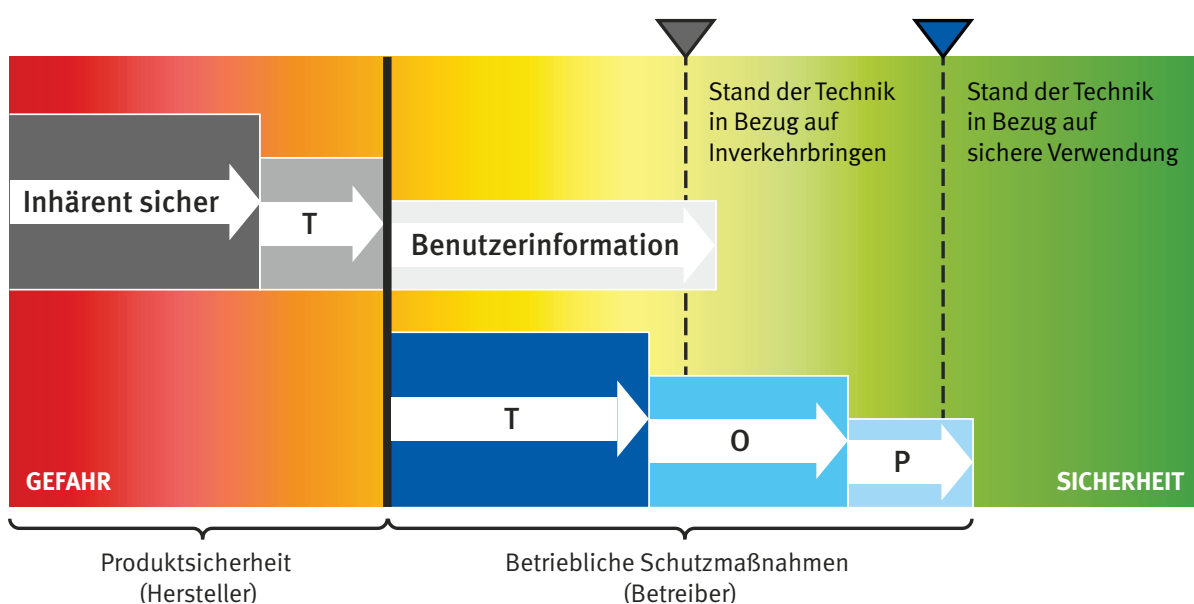 Stand der Technik
in Bezug auf
Inverkehrbringen
Stand der Technik
in Bezug auf
sichere Verwendung
Inhärent sicher
T
Benutzerinformation
T
O
P
GEFAHR
SICHERHEIT
Produktsicherheit
(Hersteller)
Betriebliche Schutzmaßnahmen
(Betreiber)